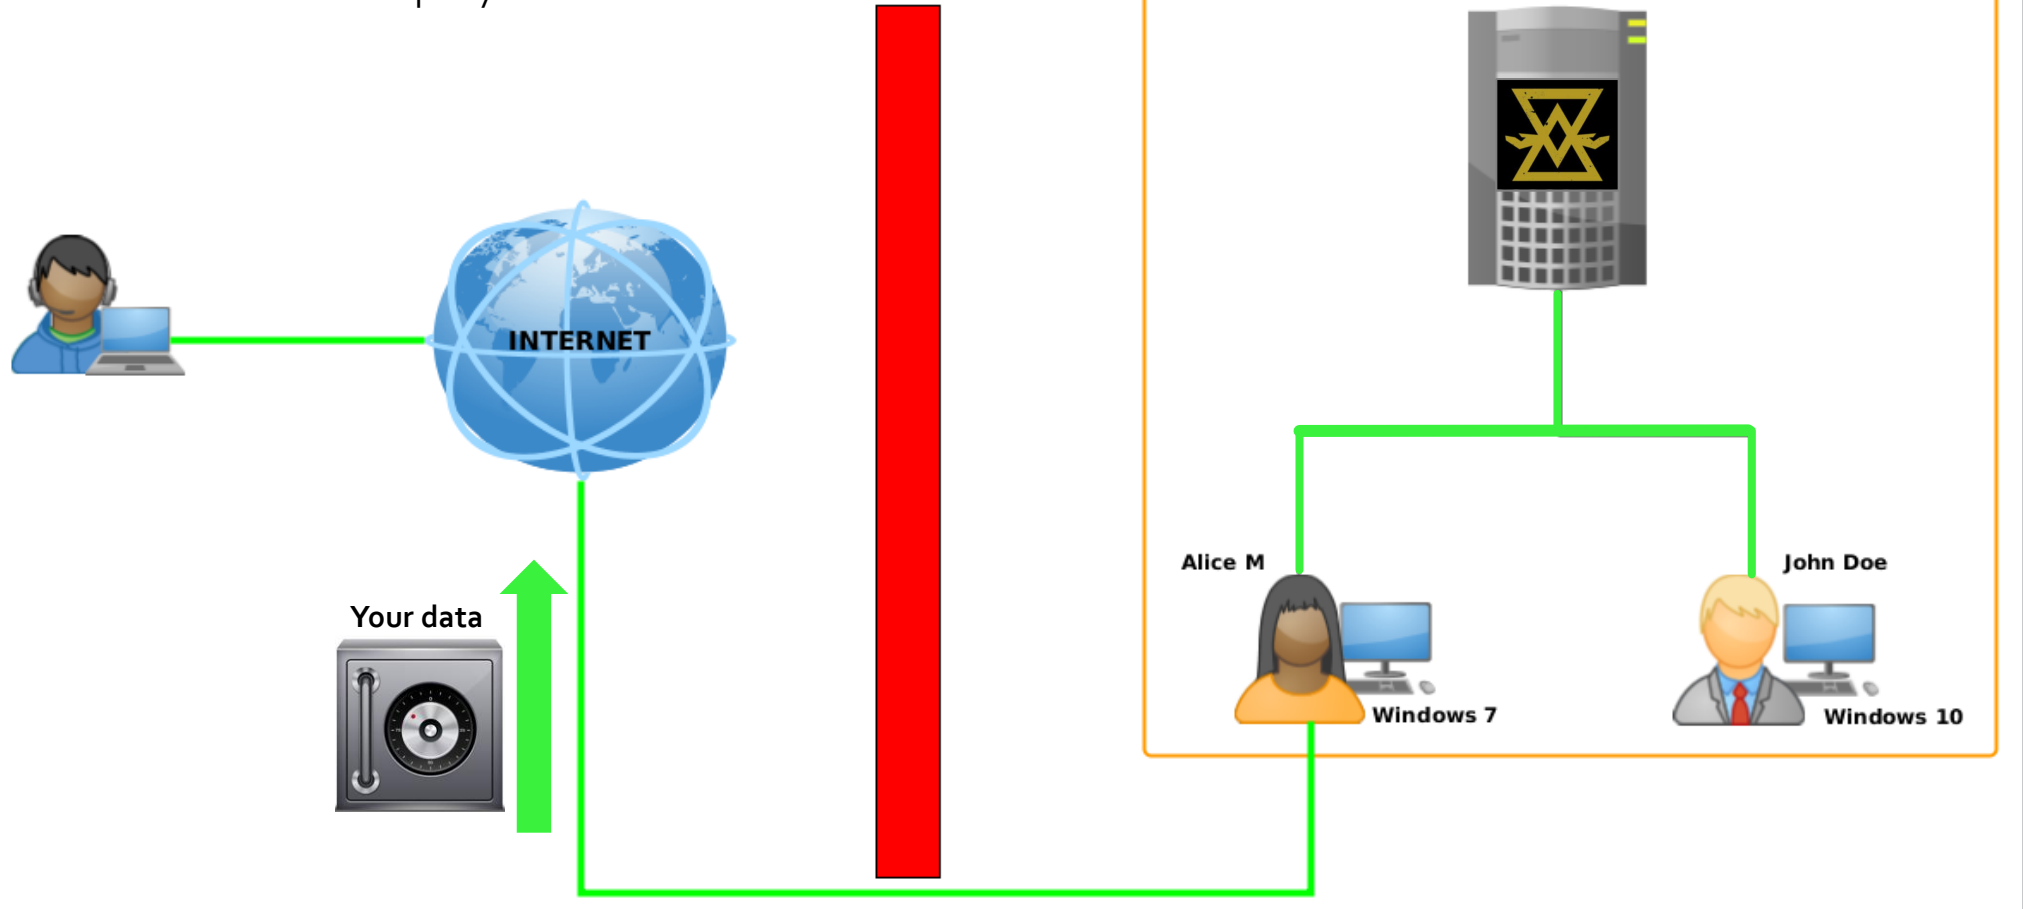 INTERNET
Alice M
John Doe
Your data
Windows 7
Windows 10